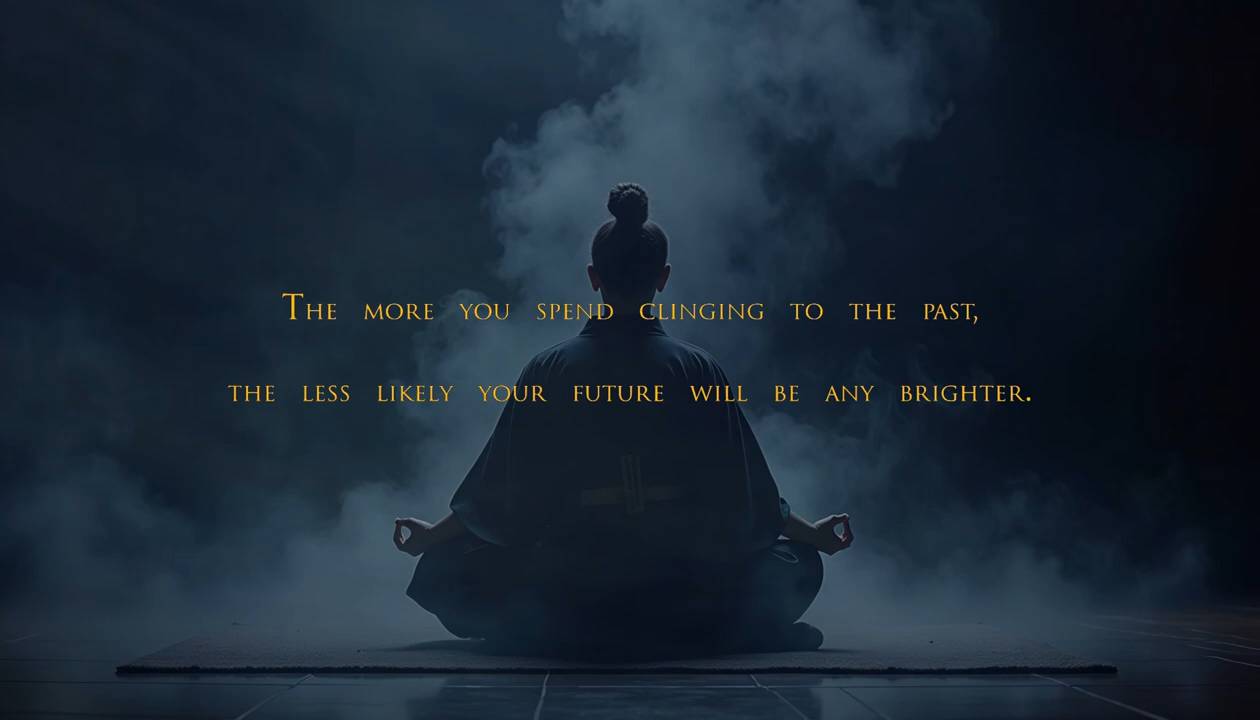 The more you spend clinging to the past,
the less likely your future will be any brighter.